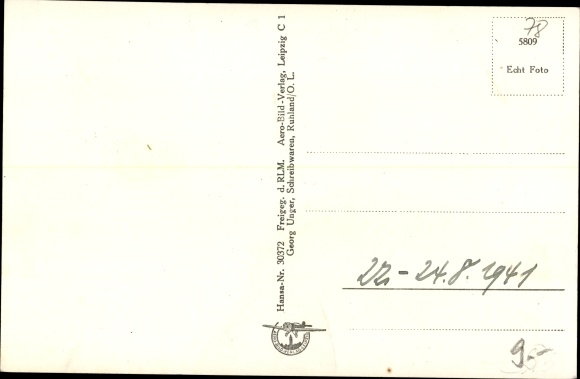 78
5809
Echt Foto
Hansa-Nr. 30372 Freigeg. d. RLM. Aero-Bild-Verlag, Leipzig C 1
Georg Unger, Schreibwaren, Ruhland/O. L.
22.-24.8.1941
9.-